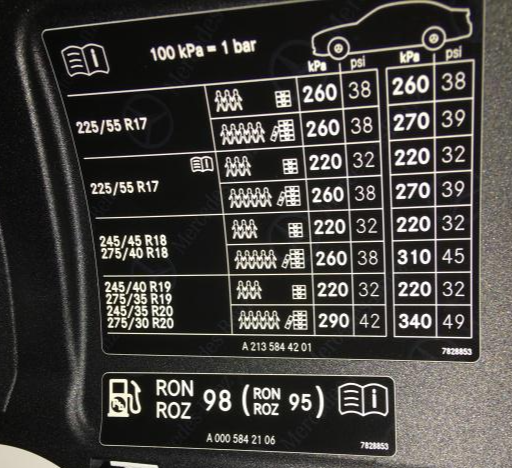 100 kPa = 1 bar
kPa psi kPa psi
225/55 R17 260 38 260 38
260 38 270 39
225/55 R17 220 32 220 32
260 38 270 39
245/45 R18
275/40 R18
220 32 220 32
260 38 310 45
245/40 R19
275/35 R19
245/35 R20
275/30 R20
220 32 220 32
290 42 340 49
A 213 584 42 01 7828853
RON
ROZ
98 (RON
ROZ 95)
A 000 584 21 06 7828853